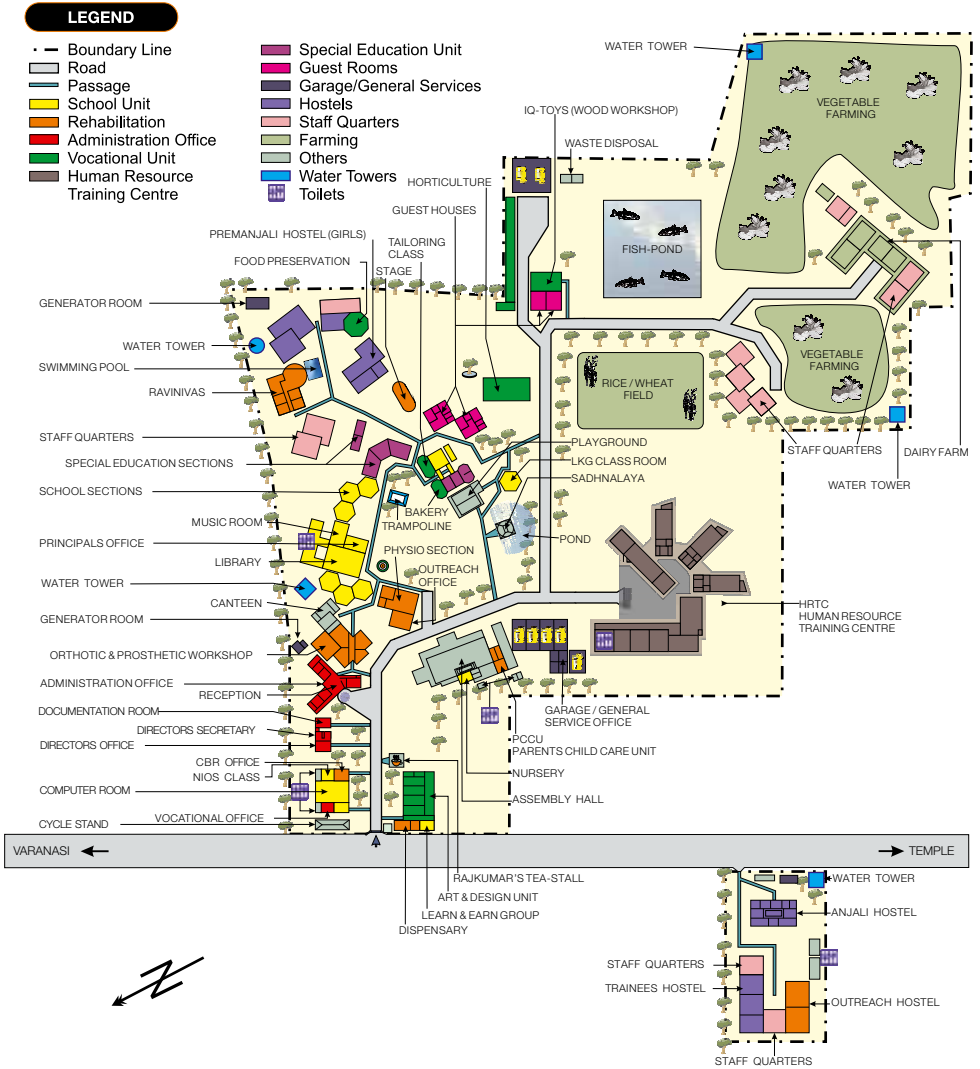 LEGEND
Boundary Line
Road
Passage
School Unit
Rehabilitation
Administration Office
Vocational Unit
Human Resource
Training Centre
Special Education Unit
Guest Rooms
Garage/General Services
Hostels
Staff Quarters
Farming
Others
Water Towers
Toilets
WATER TOWER
VEGETABLE
FARMING
IQ-TOYS (WOOD WORKSHOP)
WASTE DISPOSAL
HORTICULTURE
GUEST HOUSES
PREMANJALI HOSTEL (GIRLS)
TAILORING
CLASS
FOOD PRESERVATION
STAGE
FISH-POND
GENERATOR ROOM
WATER TOWER
SWIMMING POOL
RAVINIVAS
VEGETABLE
FARMING
RICE / WHEAT
FIELD
STAFF QUARTERS
SPECIAL EDUCATION SECTIONS
SCHOOL SECTIONS
PLAYGROUND
LKG CLASS ROOM
SADHNALAYA
STAFF QUARTERS
DAIRY FARM
WATER TOWER
BAKERY
TRAMPOLINE
MUSIC ROOM
PRINCIPALS OFFICE
LIBRARY
POND
PHYSIO SECTION
OUTREACH
OFFICE
WATER TOWER
CANTEEN
GENERATOR ROOM
HRTC
HUMAN RESOURCE
TRAINING CENTRE
ORTHOTIC & PROSTHETIC WORKSHOP
ADMINISTRATION OFFICE
RECEPTION
DOCUMENTATION ROOM
DIRECTORS SECRETARY
DIRECTORS OFFICE
GARAGE / GENERAL
SERVICE OFFICE
PCCU
PARENTS CHILD CARE UNIT
CBR OFFICE
NIOS CLASS
NURSERY
COMPUTER ROOM
ASSEMBLY HALL
VOCATIONAL OFFICE
CYCLE STAND
VARANASI
TEMPLE
RAJKUMAR'S TEA-STALL
ART & DESIGN UNIT
LEARN & EARN GROUP
DISPENSARY
WATER TOWER
ANJALI HOSTEL
STAFF QUARTERS
TRAINEES HOSTEL
OUTREACH HOSTEL
STAFF QUARTERS
N